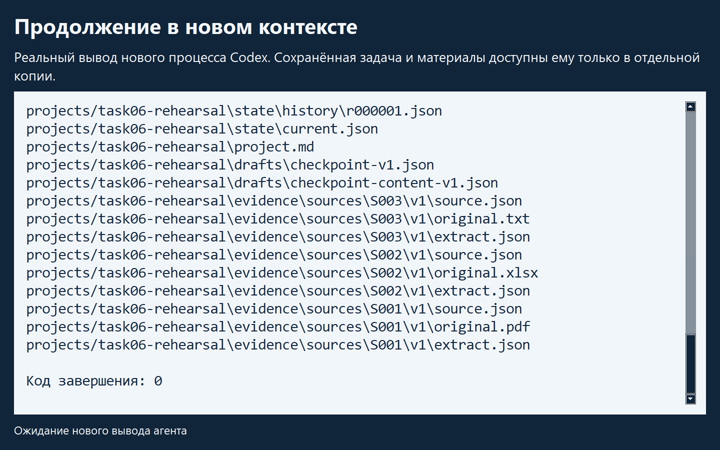 Продолжение в новом контексте
Реальный вывод нового процесса Codex. Сохранённая задача и материалы доступны ему только в отдельной
копии.
projects/task06-rehearsal\state\history\r000001.json
projects/task06-rehearsal\state\current.json
projects/task06-rehearsal\project.md
projects/task06-rehearsal\drafts\checkpoint-v1.json
projects/task06-rehearsal\drafts\checkpoint-content-v1.json
projects/task06-rehearsal\evidence\sources\S003\v1\source.json
projects/task06-rehearsal\evidence\sources\S003\v1\original.txt
projects/task06-rehearsal\evidence\sources\S003\v1\extract.json
projects/task06-rehearsal\evidence\sources\S002\v1\source.json
projects/task06-rehearsal\evidence\sources\S002\v1\original.xlsx
projects/task06-rehearsal\evidence\sources\S002\v1\extract.json
projects/task06-rehearsal\evidence\sources\S001\v1\source.json
projects/task06-rehearsal\evidence\sources\S001\v1\original.pdf
projects/task06-rehearsal\evidence\sources\S001\v1\extract.json
Код завершения: 0
Ожидание нового вывода агента